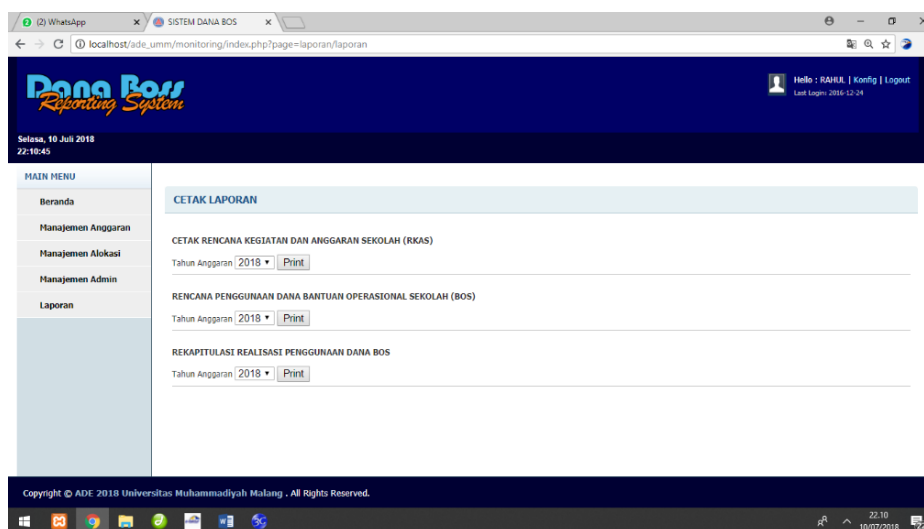 (2) WhatsApp
SISTEM DANA BOS
localhost/ade_umm/monitoring/index.php?page=laporan/laporan
Dana Boss
Reporting System
Hello : RAHUL | Konfig | Logout
Last Login: 2016-12-24
Selasa, 10 Juli 2018
22:10:45
MAIN MENU
Beranda
Manajemen Anggaran
Manajemen Alokasi
Manajemen Admin
Laporan
CETAK LAPORAN
CETAK RENCANA KEGIATAN DAN ANGGARAN SEKOLAH (RKAS)
Tahun Anggaran 2018 Print
RENCANA PENGGUNAAN DANA BANTUAN OPERASIONAL SEKOLAH (BOS)
Tahun Anggaran 2018 Print
REKAPITULASI REALISASI PENGGUNAAN DANA BOS
Tahun Anggaran 2018 Print
Copyright © ADE 2018 Universitas Muhammadiyah Malang . All Rights Reserved.
22.10
10/07/2018